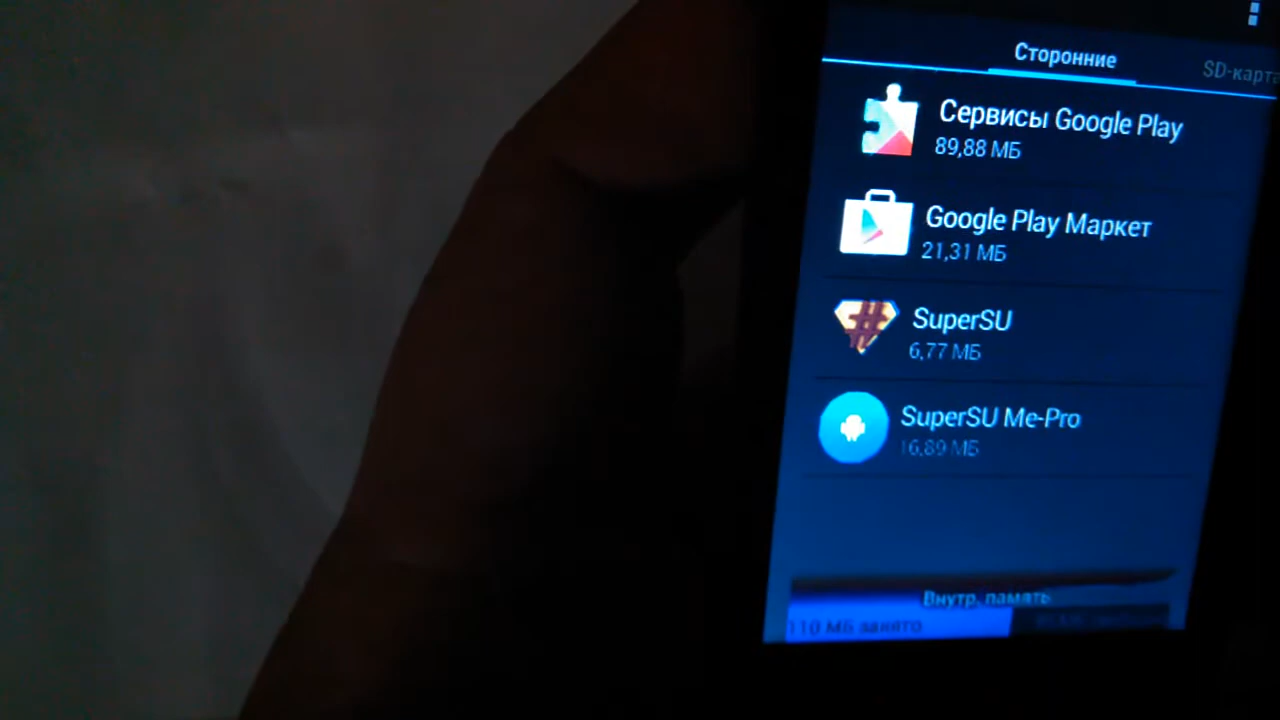 Сторонние
SD-карта
Сервисы Google Play
89,88 МБ
Google Play Маркет
21,31 МБ
SuperSU
6,77 МБ
SuperSU Me-Pro
16,89 МБ
Внутр. память
110 МБ занято